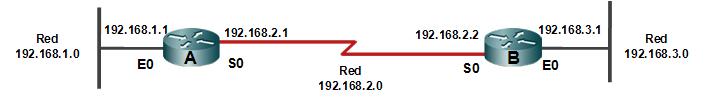 Red
192.168.1.0
192.168.1.1
E0
A
192.168.2.1
S0
Red
192.168.2.0
192.168.2.2
S0
B
192.168.3.1
E0
Red
192.168.3.0